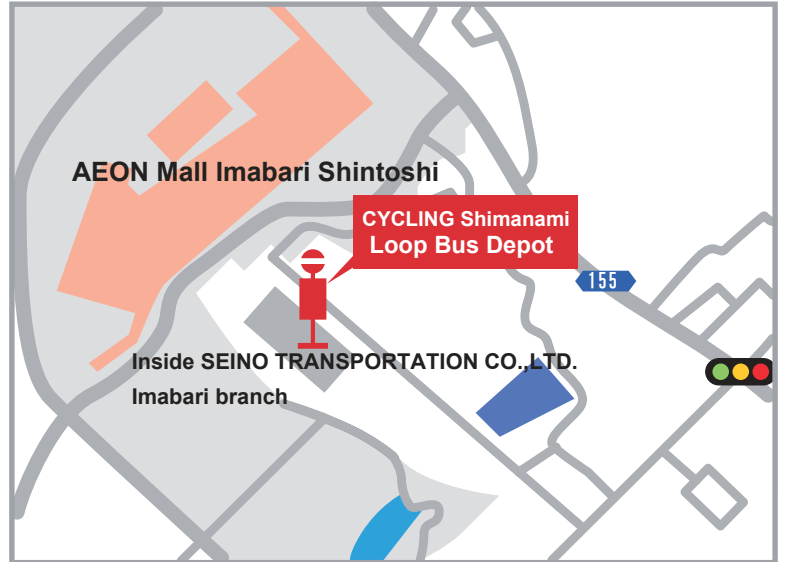 AEON Mall Imabari Shintoshi
CYCLING Shimanami
Loop Bus Depot
155
Inside SEINO TRANSPORTATION CO.,LTD.
Imabari branch